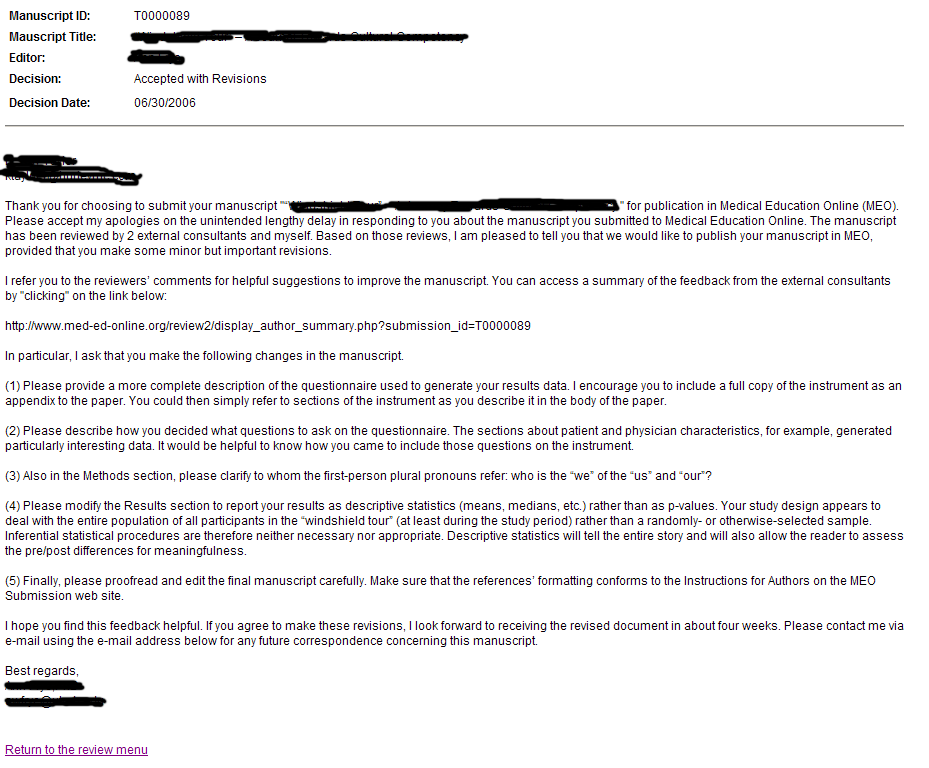 Manuscript ID: T0000089
Mauscript Title: Cultural Competency
Editor:
Decision: Accepted with Revisions
Decision Date: 06/30/2006
Thank you for choosing to submit your manuscript "" " for publication in Medical Education Online (MEO).
Please accept my apologies on the unintended lengthy delay in responding to you about the manuscript you submitted to Medical Education Online. The manuscript
has been reviewed by 2 external consultants and myself. Based on those reviews, I am pleased to tell you that we would like to publish your manuscript in MEO,
provided that you make some minor but important revisions.
I refer you to the reviewers’ comments for helpful suggestions to improve the manuscript. You can access a summary of the feedback from the external consultants
by "clicking" on the link below:
http://www.med-ed-online.org/review2/display_author_summary.php?submission_id=T0000089
In particular, I ask that you make the following changes in the manuscript.
(1) Please provide a more complete description of the questionnaire used to generate your results data. I encourage you to include a full copy of the instrument as an
appendix to the paper. You could then simply refer to sections of the instrument as you describe it in the body of the paper.
(2) Please describe how you decided what questions to ask on the questionnaire. The sections about patient and physician characteristics, for example, generated
particularly interesting data. It would be helpful to know how you came to include those questions on the instrument.
(3) Also in the Methods section, please clarify to whom the first-person plural pronouns refer: who is the “we” of the “us” and “our”?
(4) Please modify the Results section to report your results as descriptive statistics (means, medians, etc.) rather than as p-values. Your study design appears to
deal with the entire population of all participants in the “windshield tour” (at least during the study period) rather than a randomly- or otherwise-selected sample.
Inferential statistical procedures are therefore neither necessary nor appropriate. Descriptive statistics will tell the entire story and will also allow the reader to assess
the pre/post differences for meaningfulness.
(5) Finally, please proofread and edit the final manuscript carefully. Make sure that the references’ formatting conforms to the Instructions for Authors on the MEO
Submission web site.
I hope you find this feedback helpful. If you agree to make these revisions, I look forward to receiving the revised document in about four weeks. Please contact me via
e-mail using the e-mail address below for any future correspondence concerning this manuscript.
Best regards,
Return to the review menu